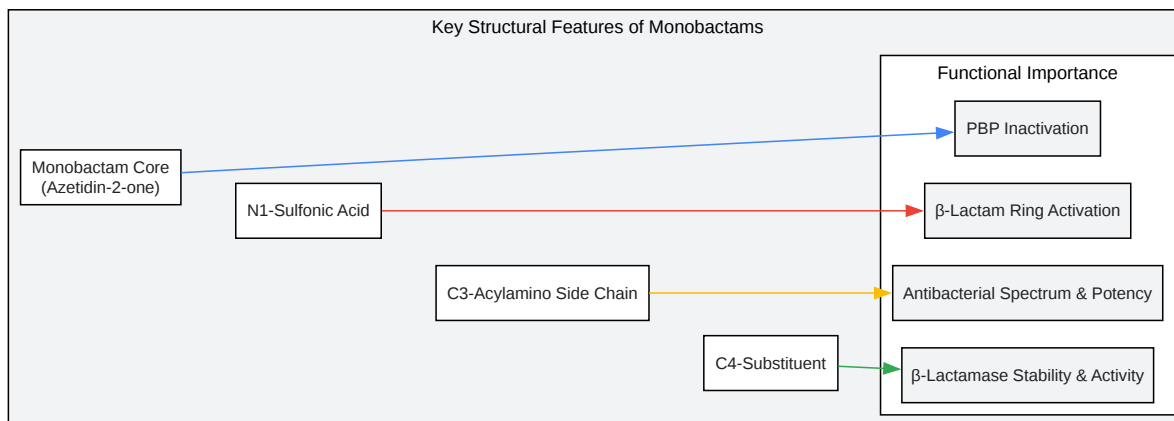 Key Structural Features of Monobactams
Functional Importance
Monobactam Core
(Azetidin-2-one)
PBP Inactivation
N1-Sulfonic Acid
β-Lactam Ring Activation
C3-Acylamino Side Chain
Antibacterial Spectrum & Potency
C4-Substituent
β-Lactamase Stability & Activity